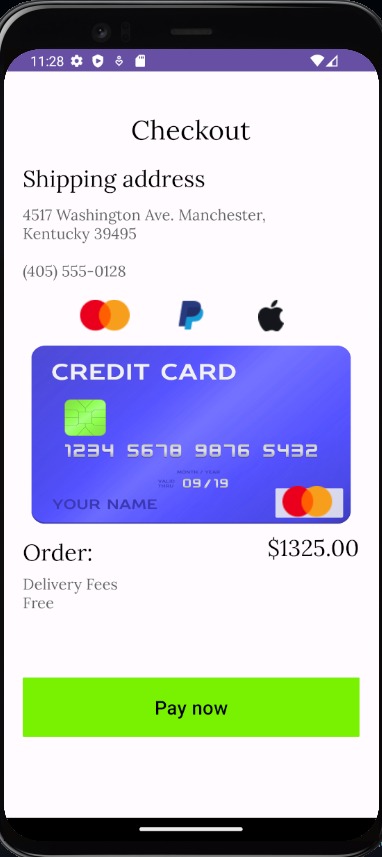 11:28
Checkout
Shipping address
4517 Washington Ave. Manchester,
Kentucky 39495
(405) 555-0128
CREDIT CARD
1234 5678 9876 5432
MONTH / YEAR
VALID
THRU 09/19
YOUR NAME
Order: $1325.00
Delivery Fees
Free
Pay now